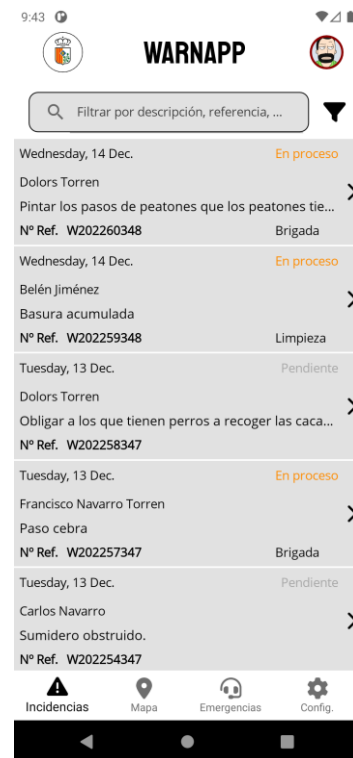 9:43
WARNAPP
Filtrar por descripción, referencia, ...
Wednesday, 14 Dec. En proceso
Dolors Torren
Pintar los pasos de peatones que los peatones tie...
Nº Ref. W202260348 Brigada
Wednesday, 14 Dec. En proceso
Belén Jiménez
Basura acumulada
Nº Ref. W202259348 Limpieza
Tuesday, 13 Dec. Pendiente
Dolors Torren
Obligar a los que tienen perros a recoger las caca...
Nº Ref. W202258347
Tuesday, 13 Dec. En proceso
Francisco Navarro Torren
Paso cebra
Nº Ref. W202257347 Brigada
Tuesday, 13 Dec. Pendiente
Carlos Navarro
Sumidero obstruido.
Nº Ref. W202254347
Incidencias Mapa Emergencias Config.